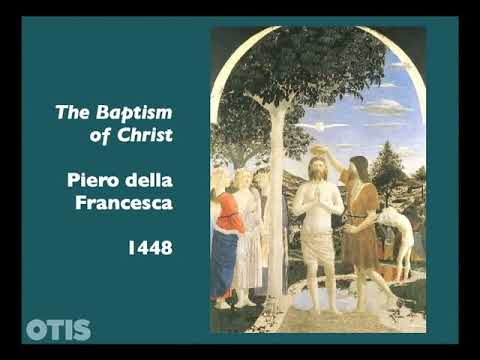 The Baptism
of Christ
Piero della
Francesca
1448
OTIS